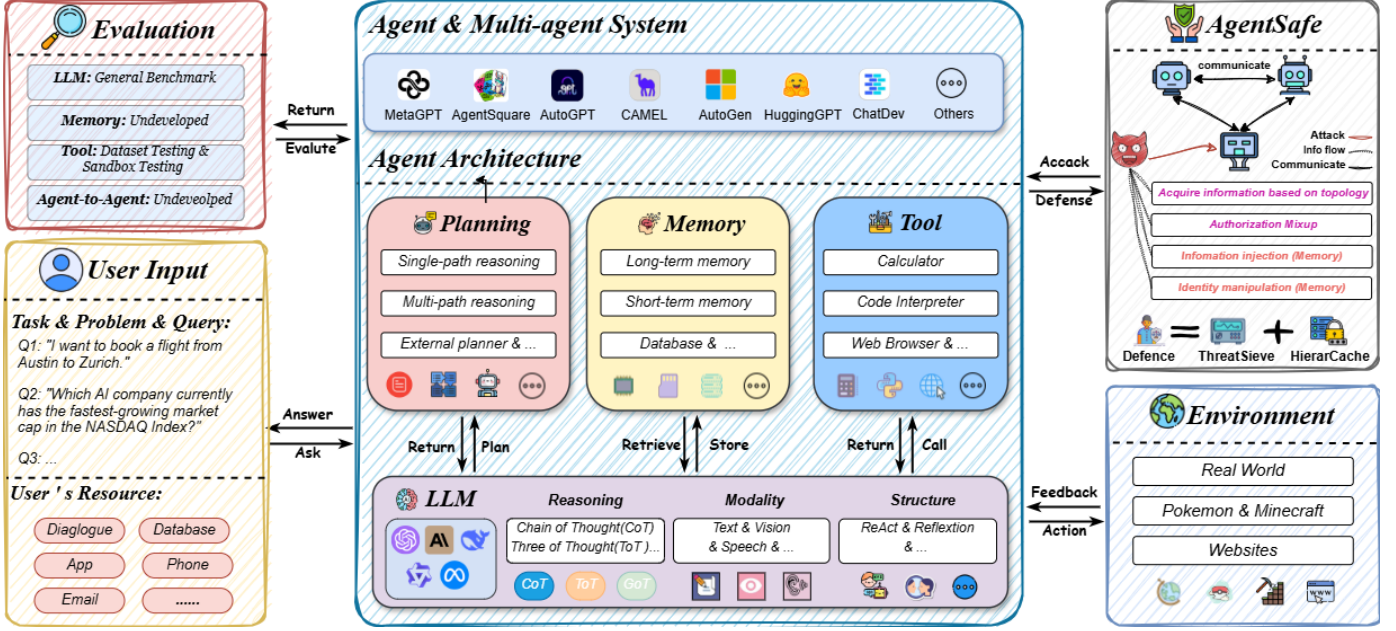 Evaluation
LLM: General Benchmark
Memory: Undeveloped
Tool: Dataset Testing &
Sandbox Testing
Agent-to-Agent: Undeveolped
User Input
Task & Problem & Query:
Q1: "I want to book a flight from
Austin to Zurich."
Q2: "Which AI company currently
has the fastest-growing market
cap in the NASDAQ Index?"
Q3: ...
User ' s Resource:
Diaglogue
Database
App
Phone
Email
......
Return
Evalute
Answer
Ask
Agent & Multi-agent System
MetaGPT
AgentSquare
gpt
AutoGPT
CAMEL
AutoGen
HuggingGPT
ChatDev
Others
Agent Architecture
Planning
Single-path reasoning
Multi-path reasoning
External planner & ...
Memory
Long-term memory
Short-term memory
Database & ...
Tool
Calculator
Code Interpreter
Web Browser & ...
Return
Plan
Retrieve
Store
Return
Call
LLM
Reasoning
Chain of Thought(CoT)
Three of Thought(ToT )...
CoT
ToT
GoT
Modality
Text & Vision
& Speech & ...
Structure
ReAct & Reflextion
& ...
Accack
Defense
Feedback
Action
AgentSafe
communicate
Attack
Info flow
Communicate
Acquire information based on topology
Authorization Mixup
Infomation injection (Memory)
Identity manipulation (Memory)
Defence
=
ThreatSieve
+
HierarCache
Environment
Real World
Pokemon & Minecraft
Websites
www